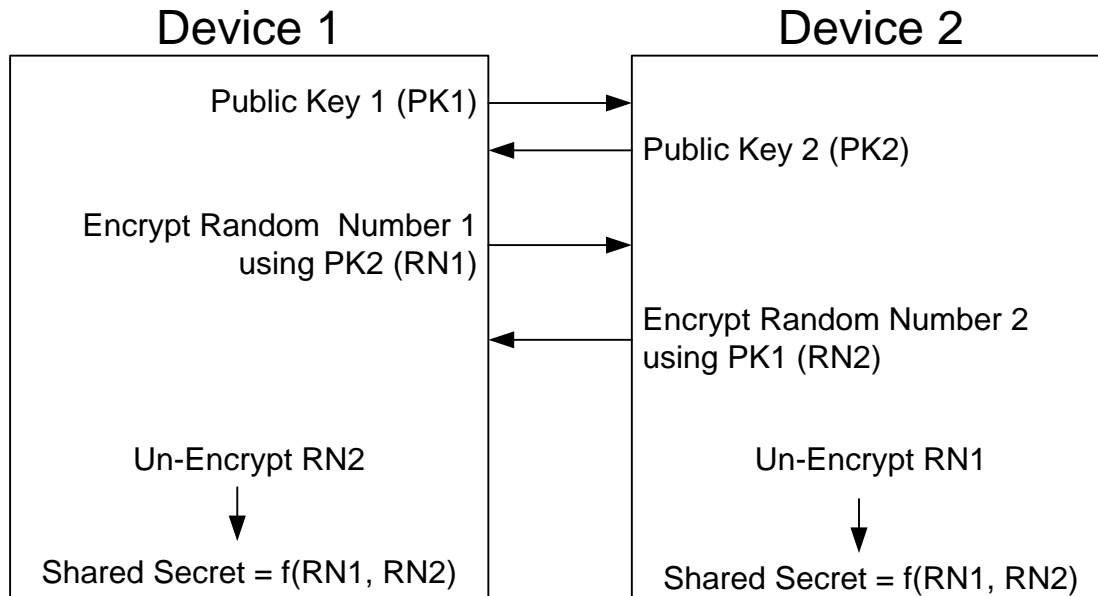 Device 1
Device 2
Public Key 1 (PK1)
Public Key 2 (PK2)
Encrypt Random Number 1
using PK2 (RN1)
Encrypt Random Number 2
using PK1 (RN2)
Un-Encrypt RN2
Un-Encrypt RN1
Shared Secret = f(RN1, RN2)
Shared Secret = f(RN1, RN2)